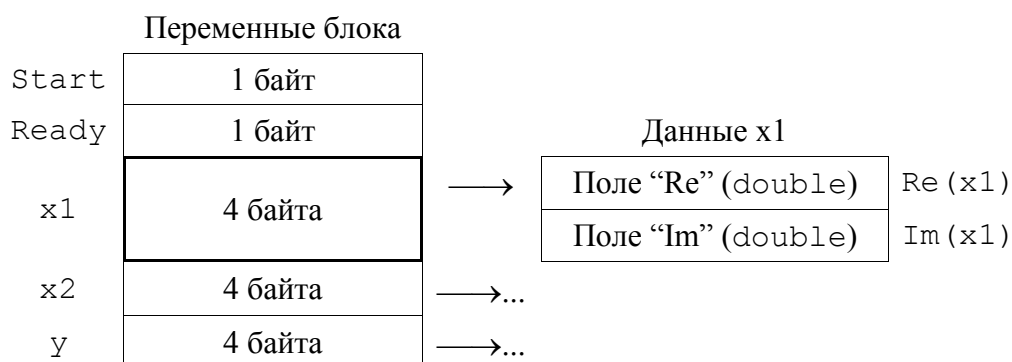 Переменные блока
Start 1 байт
Ready 1 байт
Данные x1
x1 4 байта ⟶ Поле “Re” (double) Re(x1)
Поле “Im” (double) Im(x1)
x2 4 байта ⟶...
y 4 байта ⟶...